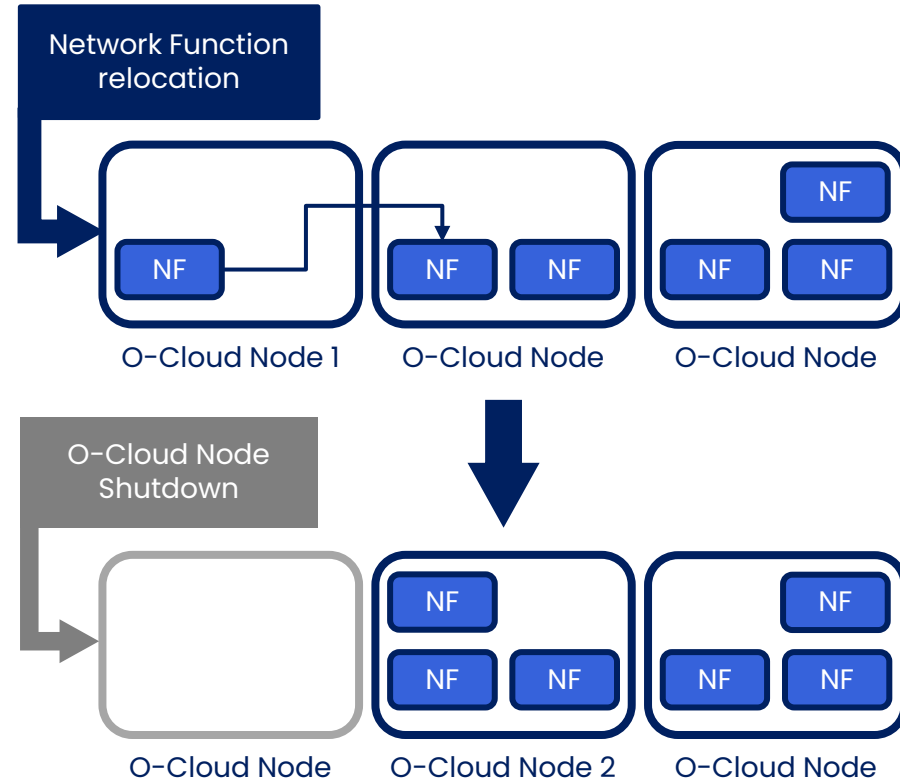 Network Function
relocation
NF
NF
NF
NF
NF
NF
O-Cloud Node 1
O-Cloud Node
O-Cloud Node
O-Cloud Node
Shutdown
NF
NF
NF
NF
NF
NF
O-Cloud Node
O-Cloud Node 2
O-Cloud Node